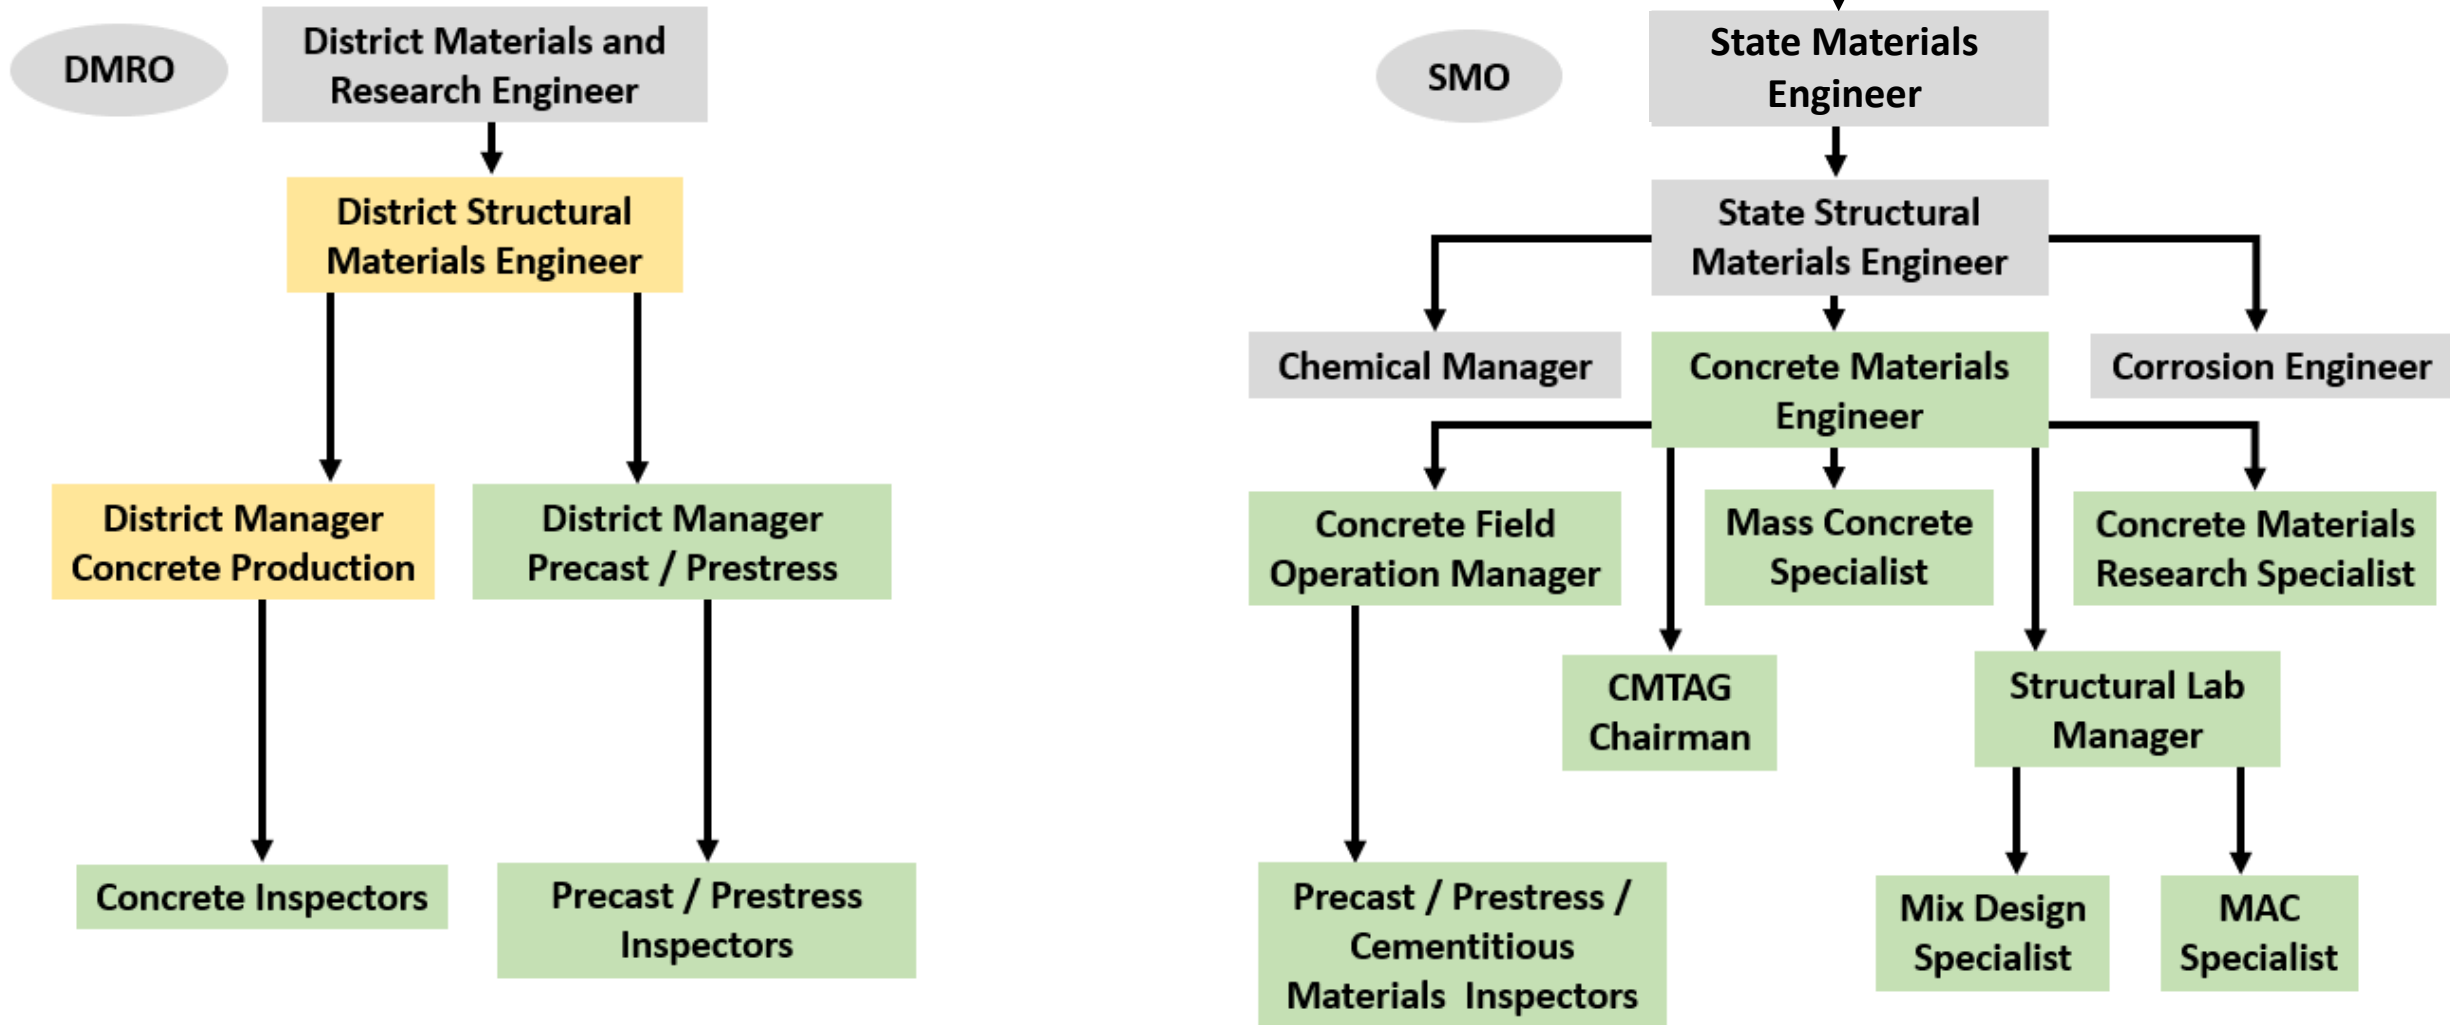 DMRO
District Materials and
Research Engineer
District Structural
Materials Engineer
District Manager
Concrete Production
District Manager
Precast / Prestress
Concrete Inspectors
Precast / Prestress
Inspectors
SMO
State Materials
Engineer
State Structural
Materials Engineer
Chemical Manager
Concrete Materials
Engineer
Corrosion Engineer
Concrete Field
Operation Manager
Mass Concrete
Specialist
Concrete Materials
Research Specialist
CMTAG
Chairman
Structural Lab
Manager
Precast / Prestress /
Cementitious
Materials Inspectors
Mix Design
Specialist
MAC
Specialist